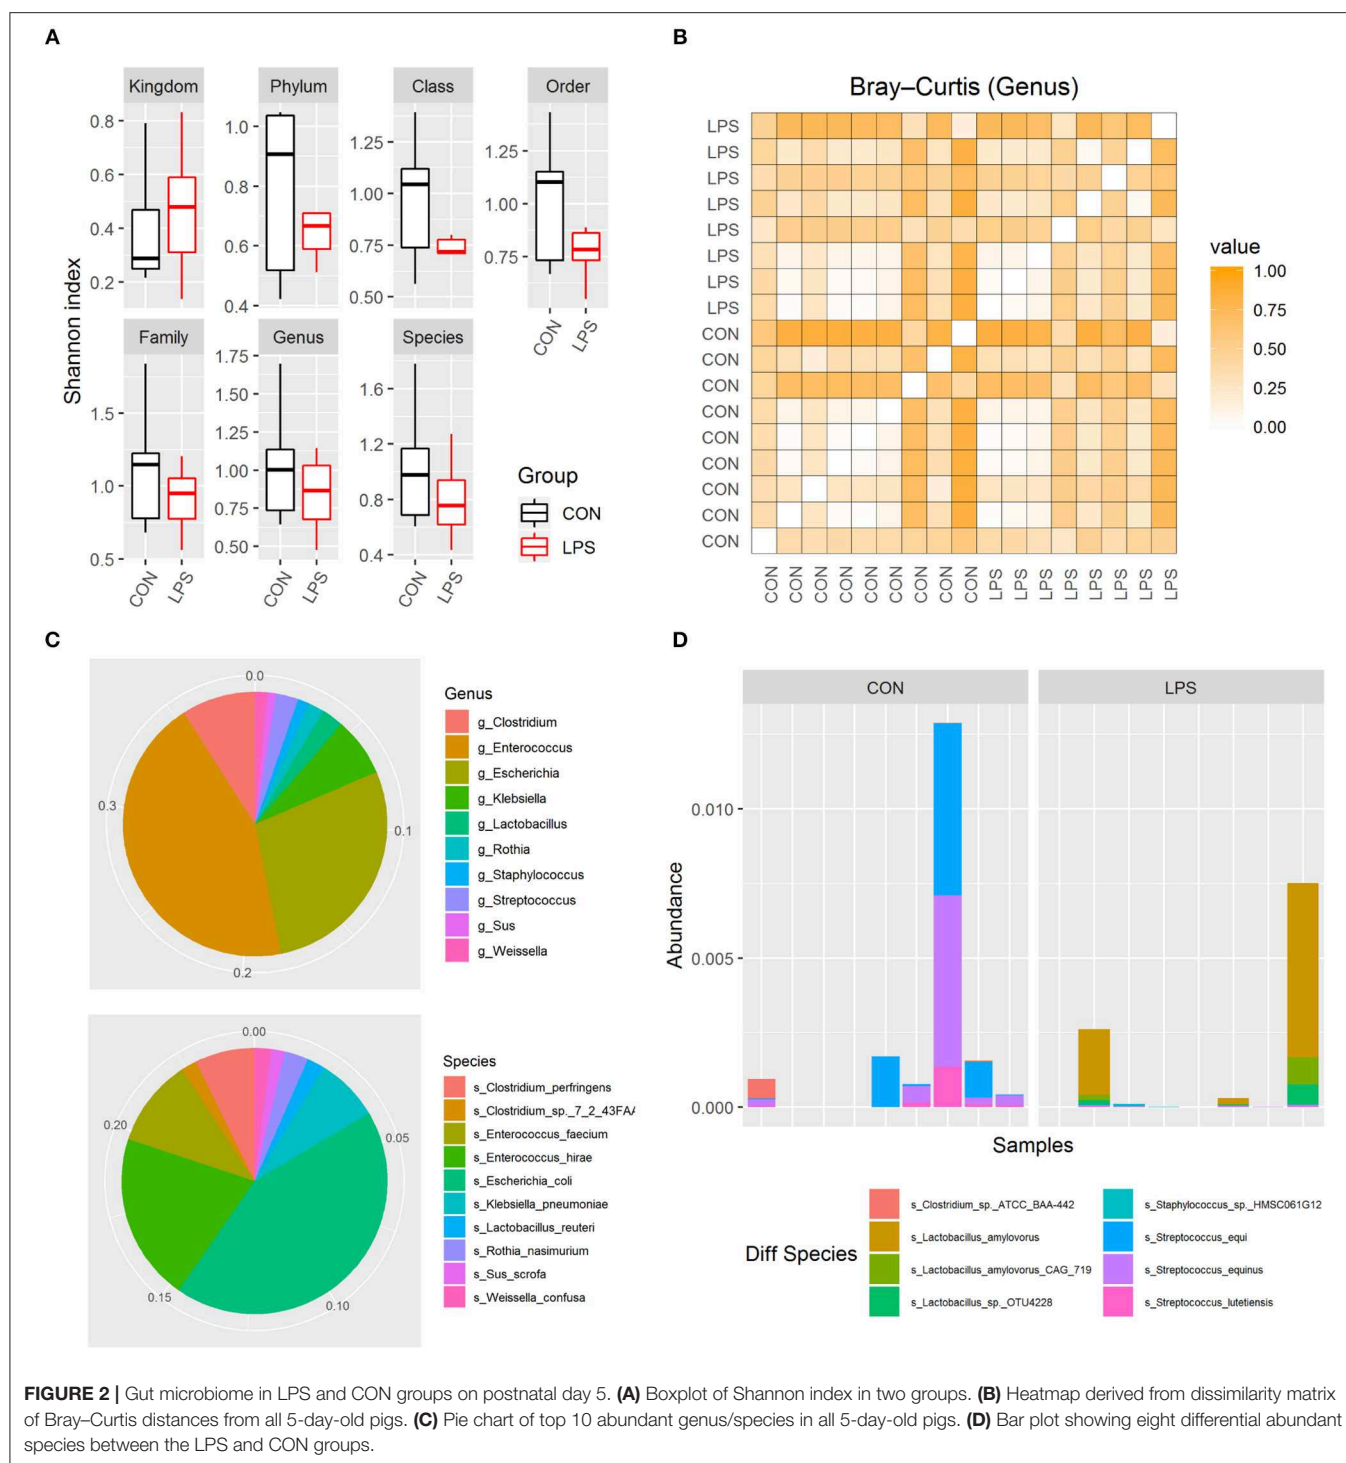 A
Kingdom
Phylum
Class
Order
0.8
0.6
0.4
0.2
1.0
0.8
0.6
0.4
1.25
1.00
0.75
0.50
1.25
1.00
0.75
CON
LPS
Shannon index
Family
Genus
Species
1.5
1.0
0.5
1.75
1.50
1.25
1.00
0.75
0.50
1.6
1.2
0.8
0.4
CON
LPS
CON
LPS
CON
LPS
Group
CON
LPS
B
Bray–Curtis (Genus)
LPS
LPS
LPS
LPS
LPS
LPS
LPS
LPS
CON
CON
CON
CON
CON
CON
CON
CON
CON
CON CON CON CON CON CON CON CON CON LPS LPS LPS LPS LPS LPS LPS LPS
value
1.00
0.75
0.50
0.25
0.00
C
0.0
0.1
0.2
0.3
Genus
g_Clostridium
g_Enterococcus
g_Escherichia
g_Klebsiella
g_Lactobacillus
g_Rothia
g_Staphylococcus
g_Streptococcus
g_Sus
g_Weissella
0.00
0.05
0.10
0.15
0.20
Species
s_Clostridium_perfringens
s_Clostridium_sp._7_2_43FAA
s_Enterococcus_faecium
s_Enterococcus_hirae
s_Escherichia_coli
s_Klebsiella_pneumoniae
s_Lactobacillus_reuteri
s_Rothia_nasimurium
s_Sus_scrofa
s_Weissella_confusa
D
CON
LPS
0.010
0.005
0.000
Abundance
Samples
Diff Species
s_Clostridium_sp._ATCC_BAA-442
s_Lactobacillus_amylovorus
s_Lactobacillus_amylovorus_CAG_719
s_Lactobacillus_sp._OTU4228
s_Staphylococcus_sp._HMSC061G12
s_Streptococcus_equi
s_Streptococcus_equinus
s_Streptococcus_lutetiensis
FIGURE 2 | Gut microbiome in LPS and CON groups on postnatal day 5. (A) Boxplot of Shannon index in two groups. (B) Heatmap derived from dissimilarity matrix
of Bray–Curtis distances from all 5-day-old pigs. (C) Pie chart of top 10 abundant genus/species in all 5-day-old pigs. (D) Bar plot showing eight differential abundant
species between the LPS and CON groups.